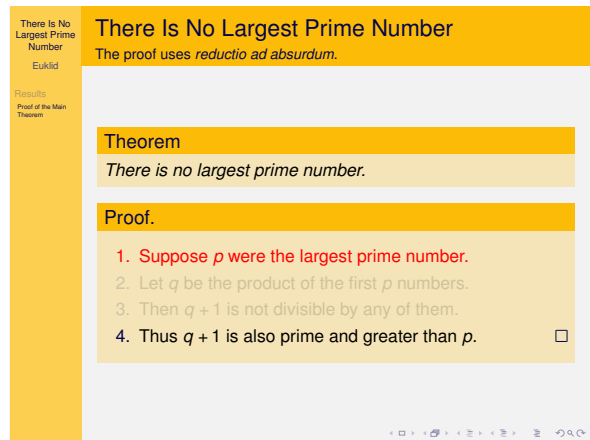 There Is No
Largest Prime
Number
Euklid
Results
Proof of the Main
Theorem
There Is No Largest Prime Number
The proof uses reductio ad absurdum.
Theorem
There is no largest prime number.
Proof.
1. Suppose p were the largest prime number.
2. Let q be the product of the first p numbers.
3. Then q + 1 is not divisible by any of them.
4. Thus q + 1 is also prime and greater than p. □